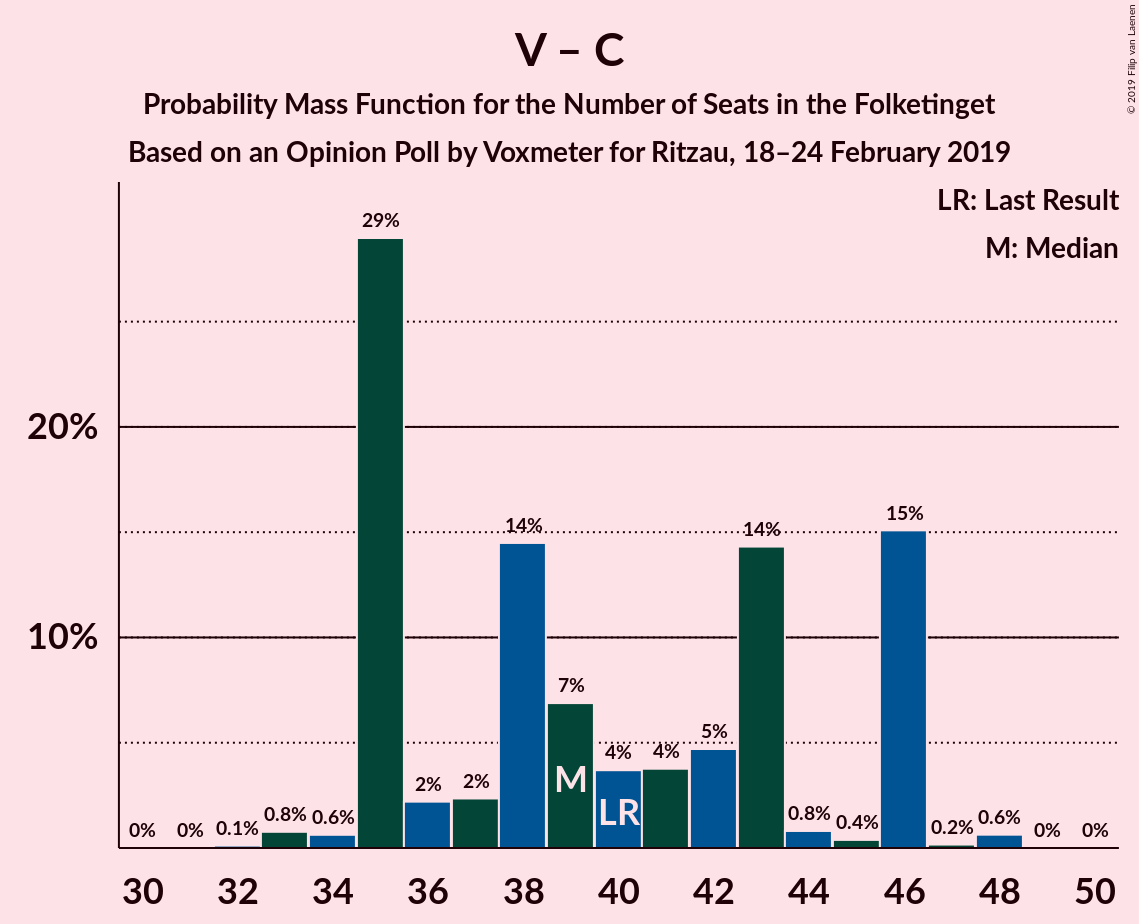 V – C
Probability Mass Function for the Number of Seats in the Folketinget
Based on an Opinion Poll by Voxmeter for Ritzau, 18–24 February 2019
© 2019 Filip van Laenen
LR: Last Result
M: Median
20%
10%
0% 0% 0.1% 0.8% 0.6% 29% 2% 2% 14% 7% 4% 4% 5% 14% 0.8% 0.4% 15% 0.2% 0.6% 0% 0%
M
LR
30 32 34 36 38 40 42 44 46 48 50